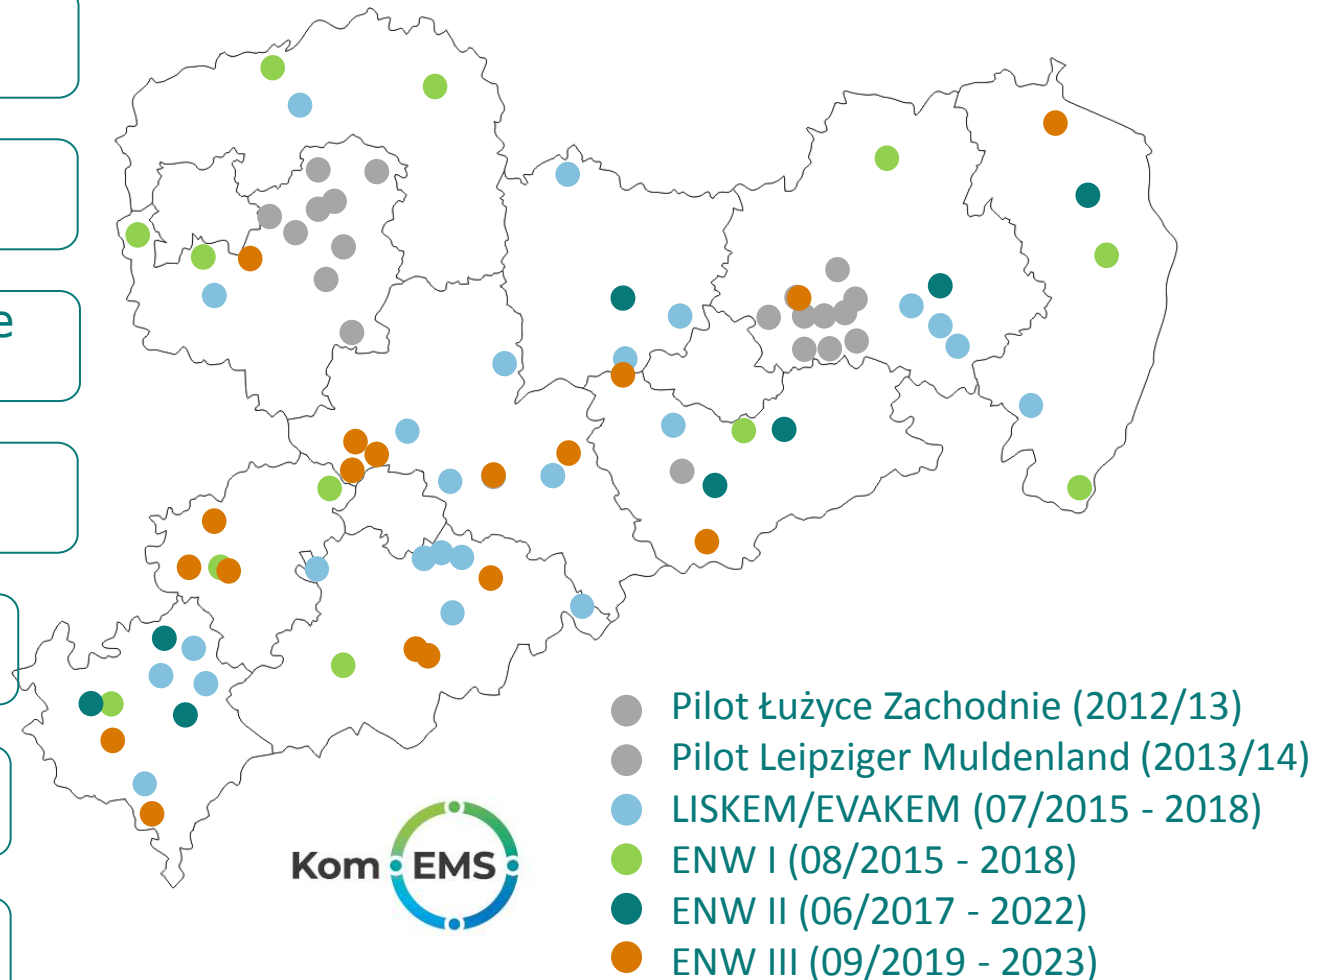 e
Pilot Łużyce Zachodnie (2012/13)
Pilot Leipziger Muldenland (2013/14)
LISKEM/EVAKEM (07/2015 - 2018)
ENW I (08/2015 - 2018)
ENW II (06/2017 - 2022)
ENW III (09/2019 - 2023)
Kom EMS